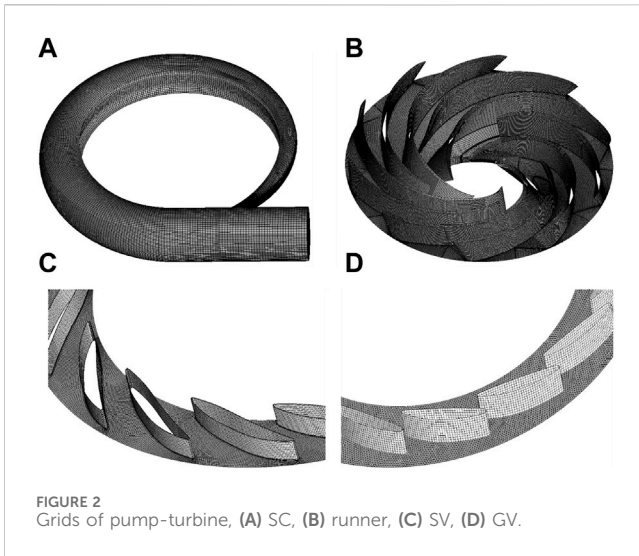 A
B
C
D
FIGURE 2
Grids of pump-turbine, (A) SC, (B) runner, (C) SV, (D) GV.